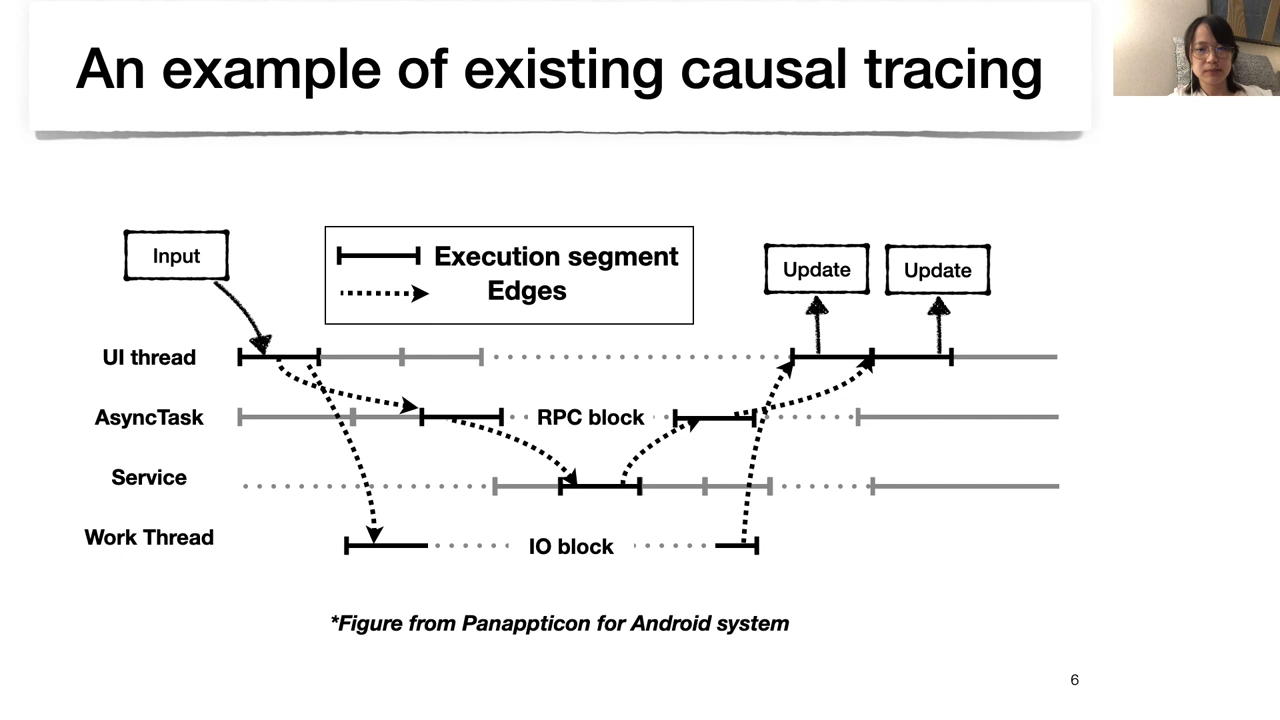 An example of existing causal tracing
Input
Execution segment
Edges
Update
Update
UI thread
AsyncTask
RPC block
Service
Work Thread
IO block
*Figure from Panappticon for Android system
6